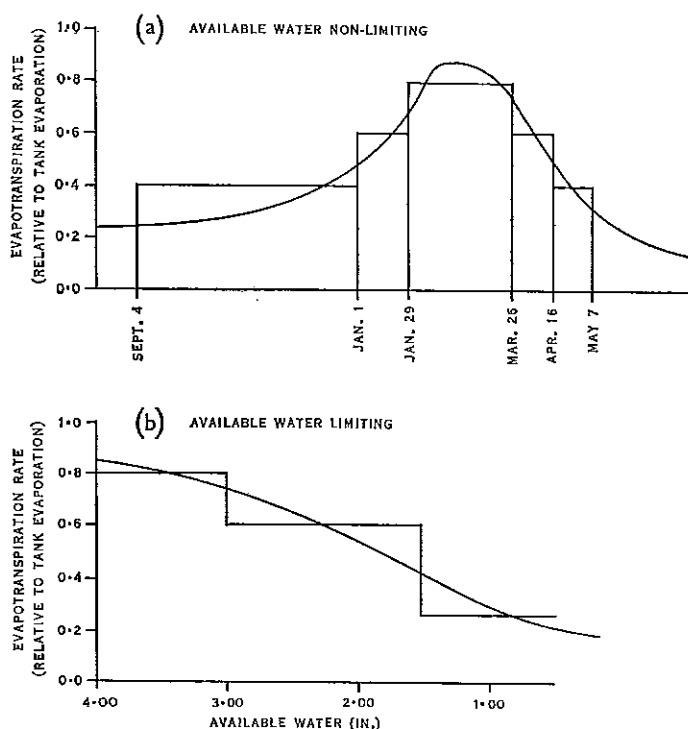 (a) AVAILABLE WATER NON-LIMITING
EVAPOTRANSPIRATION RATE
(RELATIVE TO TANK EVAPORATION)
1·0
0·8
0·6
0·4
0·2
0·0
SEPT. 4
JAN. 1
JAN. 29
MAR. 26
APR. 16
MAY 7
(b) AVAILABLE WATER LIMITING
EVAPOTRANSPIRATION RATE
(RELATIVE TO TANK EVAPORATION)
1·0
0·8
0·6
0·4
0·2
0·0
4·00
3·00
2·00
1·00
AVAILABLE WATER (IN.)